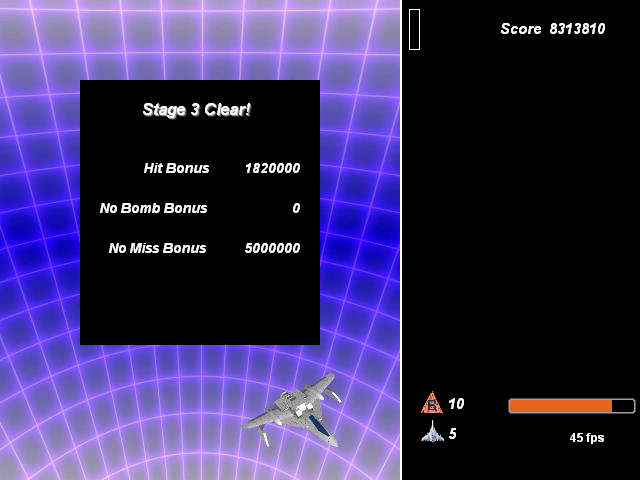 Score 8313810
Stage 3 Clear!
Hit Bonus 1820000
No Bomb Bonus 0
No Miss Bonus 5000000
B 10
5
45 fps